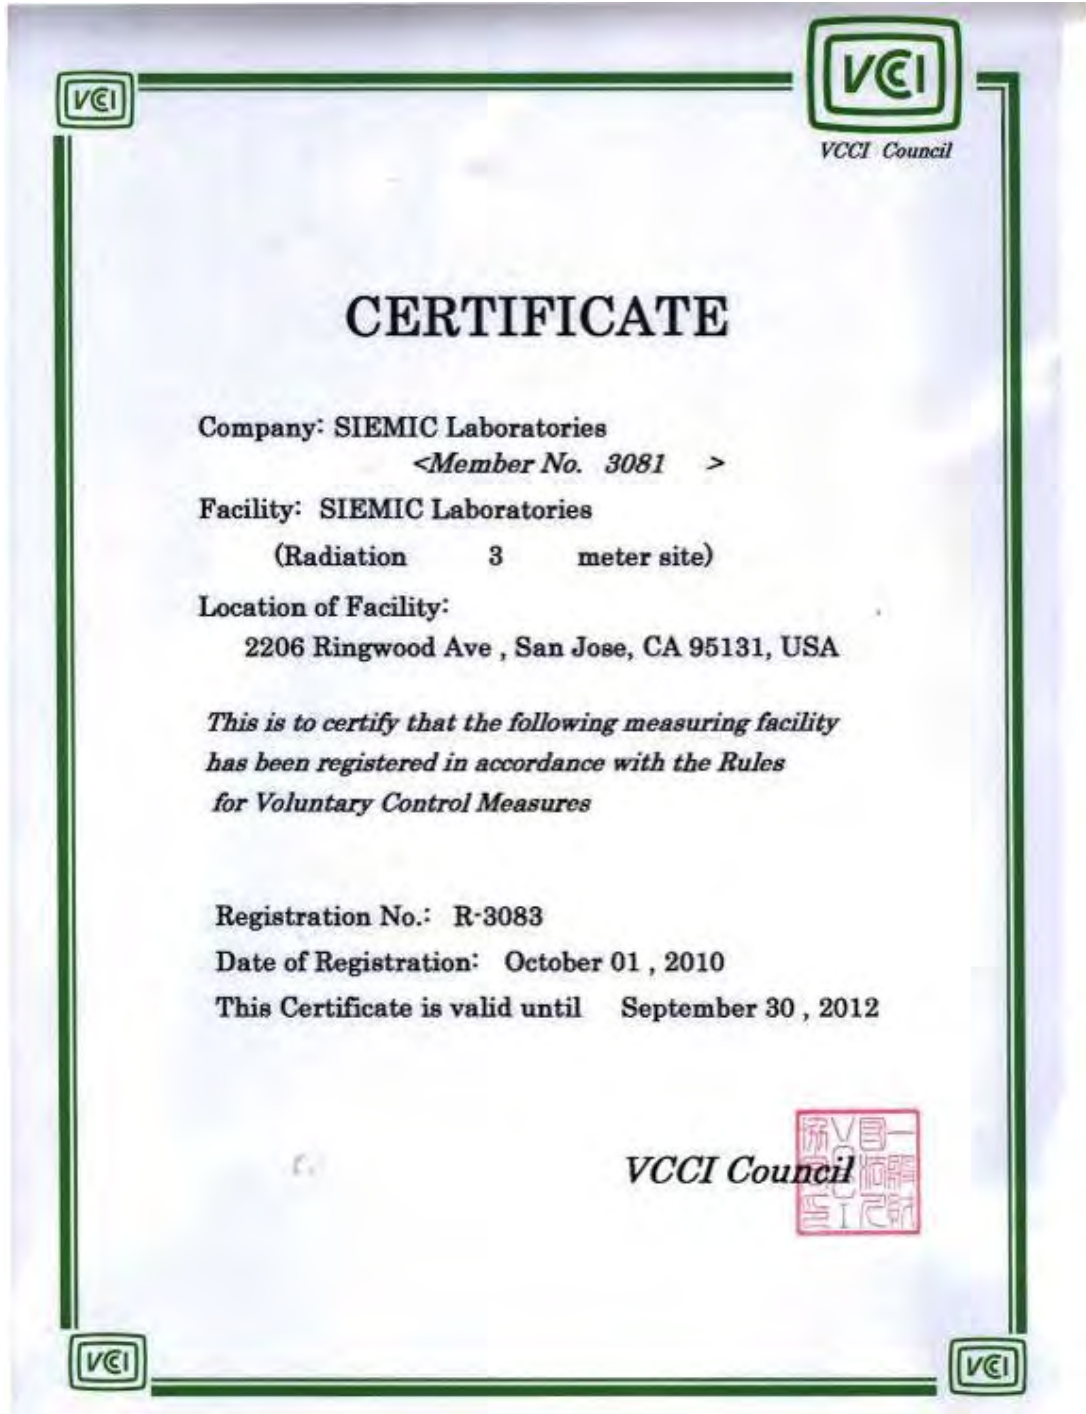 VCCI
VCCI
VCCI Council
CERTIFICATE
Company: SIEMIC Laboratories
<Member No. 3081 >
Facility: SIEMIC Laboratories
(Radiation 3 meter site)
Location of Facility:
2206 Ringwood Ave , San Jose, CA 95131, USA
This is to certify that the following measuring facility
has been registered in accordance with the Rules
for Voluntary Control Measures
Registration No.: R-3083
Date of Registration: October 01 , 2010
This Certificate is valid until September 30 , 2012
VCCI Council
VCCI
VCCI